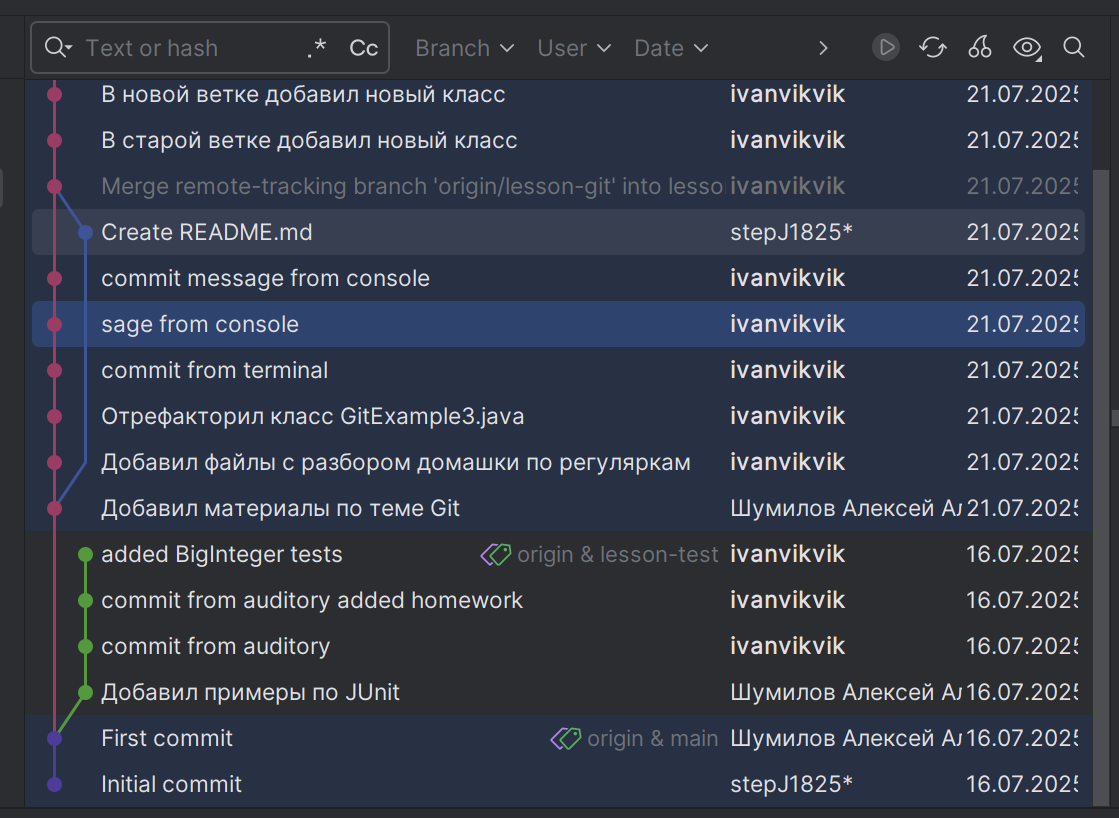 Text or hash .* Cc Branch User Date
В новой ветке добавил новый класс ivanvikvik 21.07.2025
В старой ветке добавил новый класс ivanvikvik 21.07.2025
Merge remote-tracking branch 'origin/lesson-git' into lesso ivanvikvik 21.07.2025
Create README.md stepJ1825* 21.07.2025
commit message from console ivanvikvik 21.07.2025
sage from console ivanvikvik 21.07.2025
commit from terminal ivanvikvik 21.07.2025
Отрефакторил класс GitExample3.java ivanvikvik 21.07.2025
Добавил файлы с разбором домашки по регуляркам ivanvikvik 21.07.2025
Добавил материалы по теме Git Шумилов Алексей Ал 21.07.2025
added BigInteger tests origin & lesson-test ivanvikvik 16.07.2025
commit from auditory added homework ivanvikvik 16.07.2025
commit from auditory ivanvikvik 16.07.2025
Добавил примеры по JUnit Шумилов Алексей Ал 16.07.2025
First commit origin & main Шумилов Алексей Ал 16.07.2025
Initial commit stepJ1825* 16.07.2025